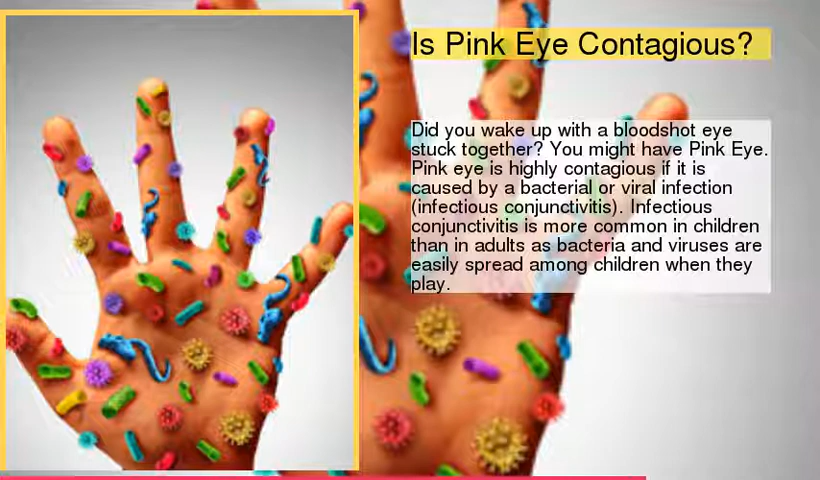 Is Pink Eye Contagious?
Did you wake up with a bloodshot eye
stuck together? You might have Pink Eye.
Pink eye is highly contagious if it is
caused by a bacterial or viral infection
(infectious conjunctivitis). Infectious
conjunctivitis is more common in children
than in adults as bacteria and viruses are
easily spread among children when they
play.